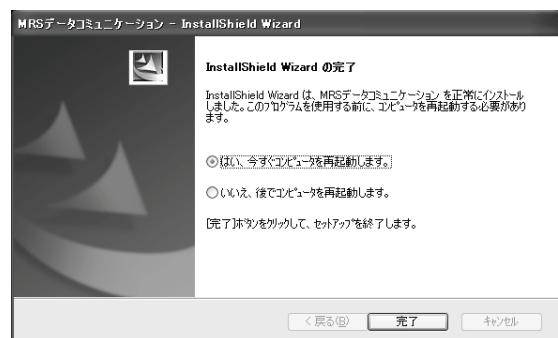 MRSデータコミュニケーション - InstallShield Wizard
InstallShield Wizard の完了
InstallShield Wizard は、MRSデータコミュニケーション を正常にインストール
しました。このプログラムを使用する前に、コンピュータを再起動する必要があり
ます。
はい、今すぐコンピュータを再起動します。
いいえ、後でコンピュータを再起動します。
[完了]ボタンをクリックして、セットアップを終了します。
< 戻る(B)
完了
キャンセル